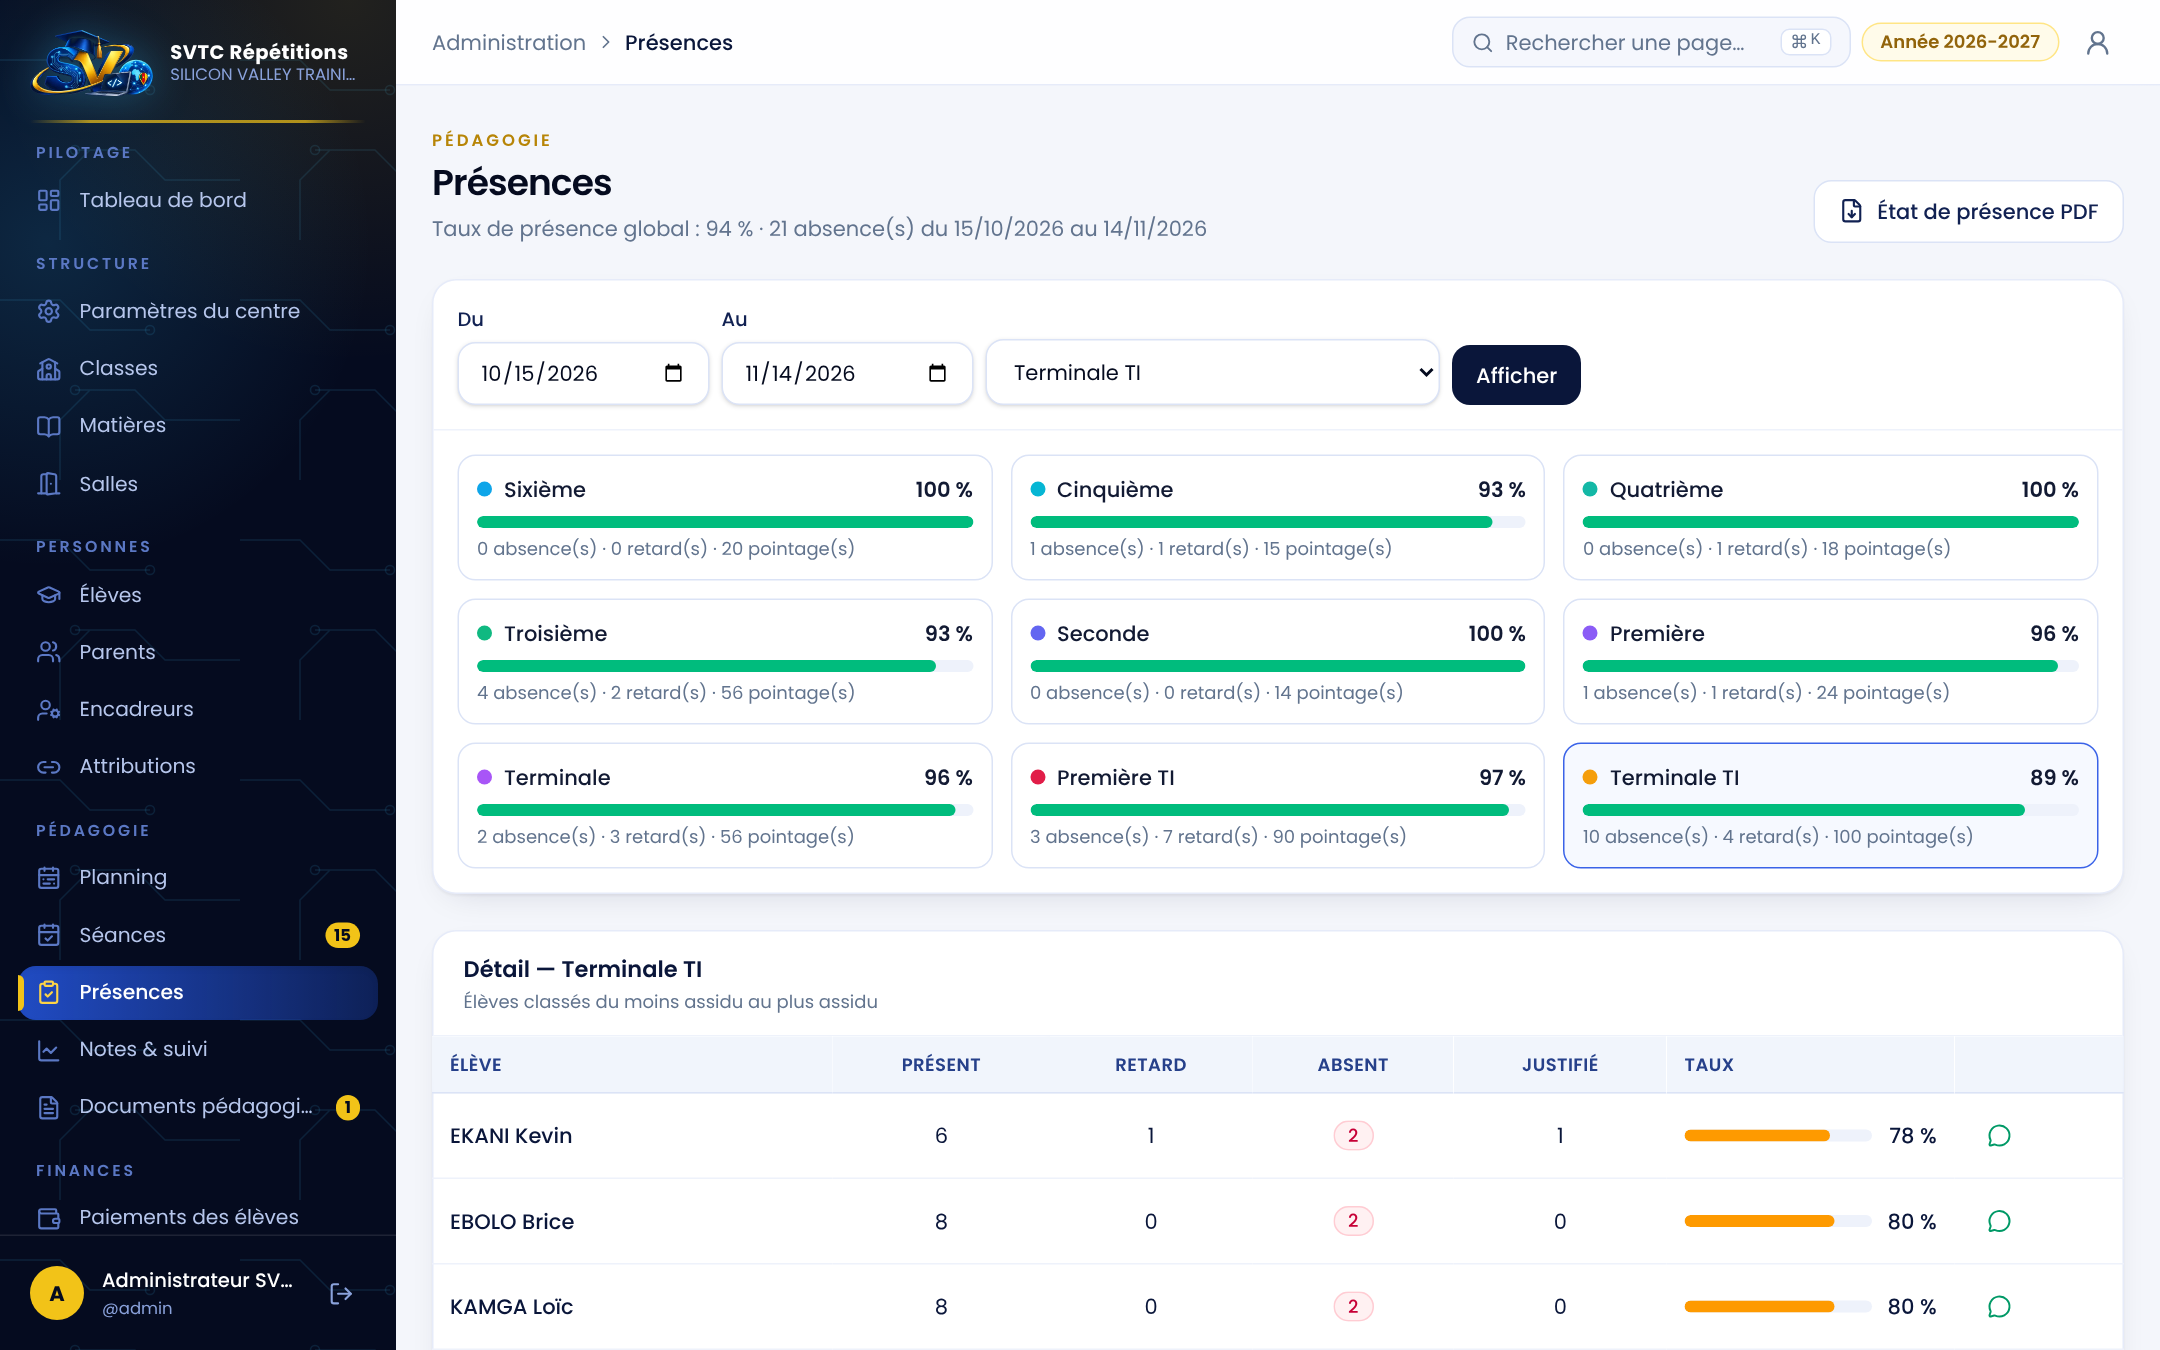 SVTC Répétitions
SILICON VALLEY TRAINI...
PILOTAGE
Tableau de bord
STRUCTURE
Paramètres du centre
Classes
Matières
Salles
PERSONNES
Élèves
Parents
Encadreurs
Attributions
PÉDAGOGIE
Planning
Séances 15
Présences
Notes & suivi
Documents pédagogi... 1
FINANCES
Paiements des élèves
A
Administrateur SV...
@admin
Administration > Présences
Rechercher une page... ⌘K
Année 2026-2027
PÉDAGOGIE
Présences
Taux de présence global : 94 % · 21 absence(s) du 15/10/2026 au 14/11/2026
État de présence PDF
Du
10/15/2026
Au
11/14/2026
Terminale TI
Afficher
Sixième 100 %
0 absence(s) · 0 retard(s) · 20 pointage(s)
Cinquième 93 %
1 absence(s) · 1 retard(s) · 15 pointage(s)
Quatrième 100 %
0 absence(s) · 1 retard(s) · 18 pointage(s)
Troisième 93 %
4 absence(s) · 2 retard(s) · 56 pointage(s)
Seconde 100 %
0 absence(s) · 0 retard(s) · 14 pointage(s)
Première 96 %
1 absence(s) · 1 retard(s) · 24 pointage(s)
Terminale 96 %
2 absence(s) · 3 retard(s) · 56 pointage(s)
Première TI 97 %
3 absence(s) · 7 retard(s) · 90 pointage(s)
Terminale TI 89 %
10 absence(s) · 4 retard(s) · 100 pointage(s)
Détail — Terminale TI
Élèves classés du moins assidu au plus assidu
ÉLÈVE PRÉSENT RETARD ABSENT JUSTIFIÉ TAUX
EKANI Kevin 6 1 2 1 78 %
EBOLO Brice 8 0 2 0 80 %
KAMGA Loïc 8 0 2 0 80 %